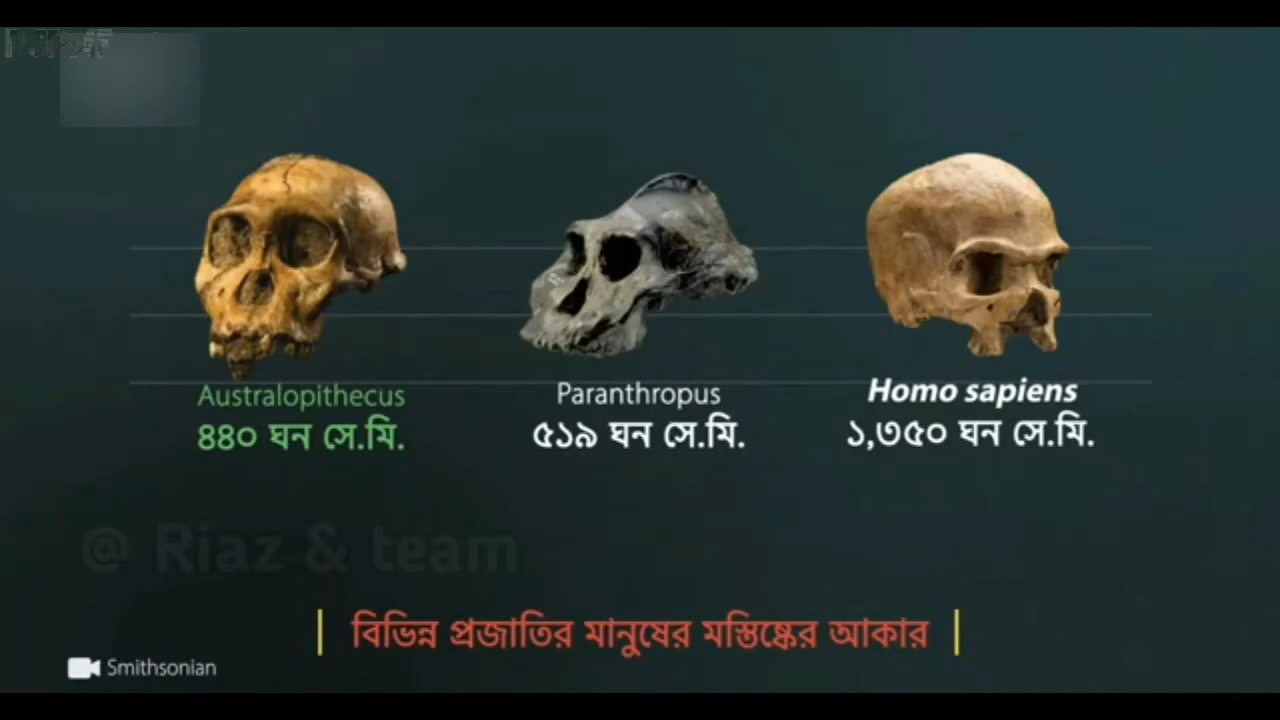 Australopithecus
৪৪০ ঘন সে.মি.
Paranthropus
৫১৯ ঘন সে.মি.
Homo sapiens
১,৩৫০ ঘন সে.মি.
@ Riaz & team
বিভিন্ন প্রজাতির মানুষের মস্তিষ্কের আকার
Smithsonian